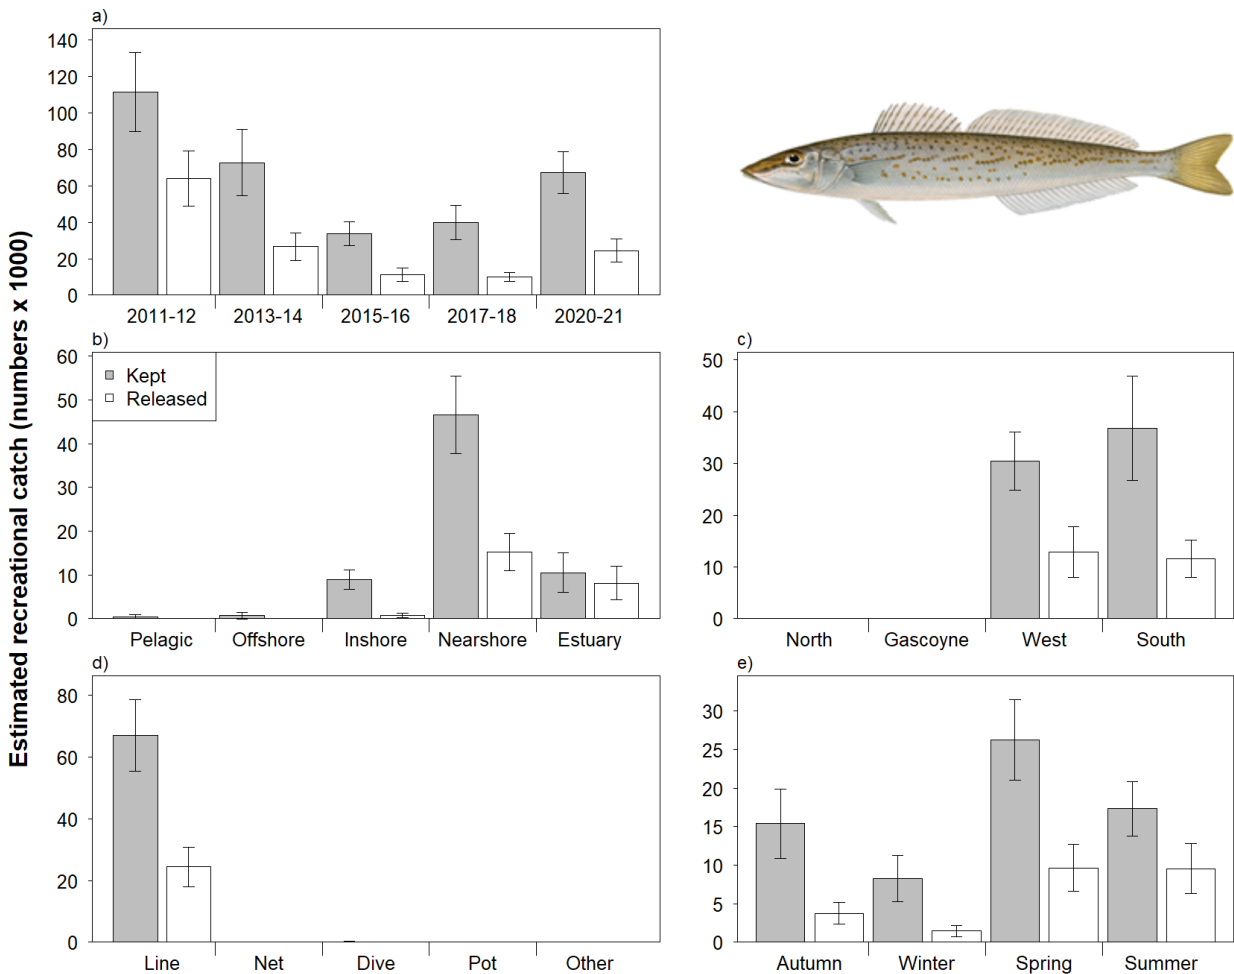 a)
140
120
100
80
60
40
20
0
2011-12 2013-14 2015-16 2017-18 2020-21
Estimated recreational catch (numbers x 1000)
b)
60
50
40
30
20
10
0
Kept
Released
Pelagic Offshore Inshore Nearshore Estuary
c)
50
40
30
20
10
0
North Gascoyne West South
d)
80
60
40
20
0
Line Net Dive Pot Other
e)
30
25
20
15
10
5
0
Autumn Winter Spring Summer